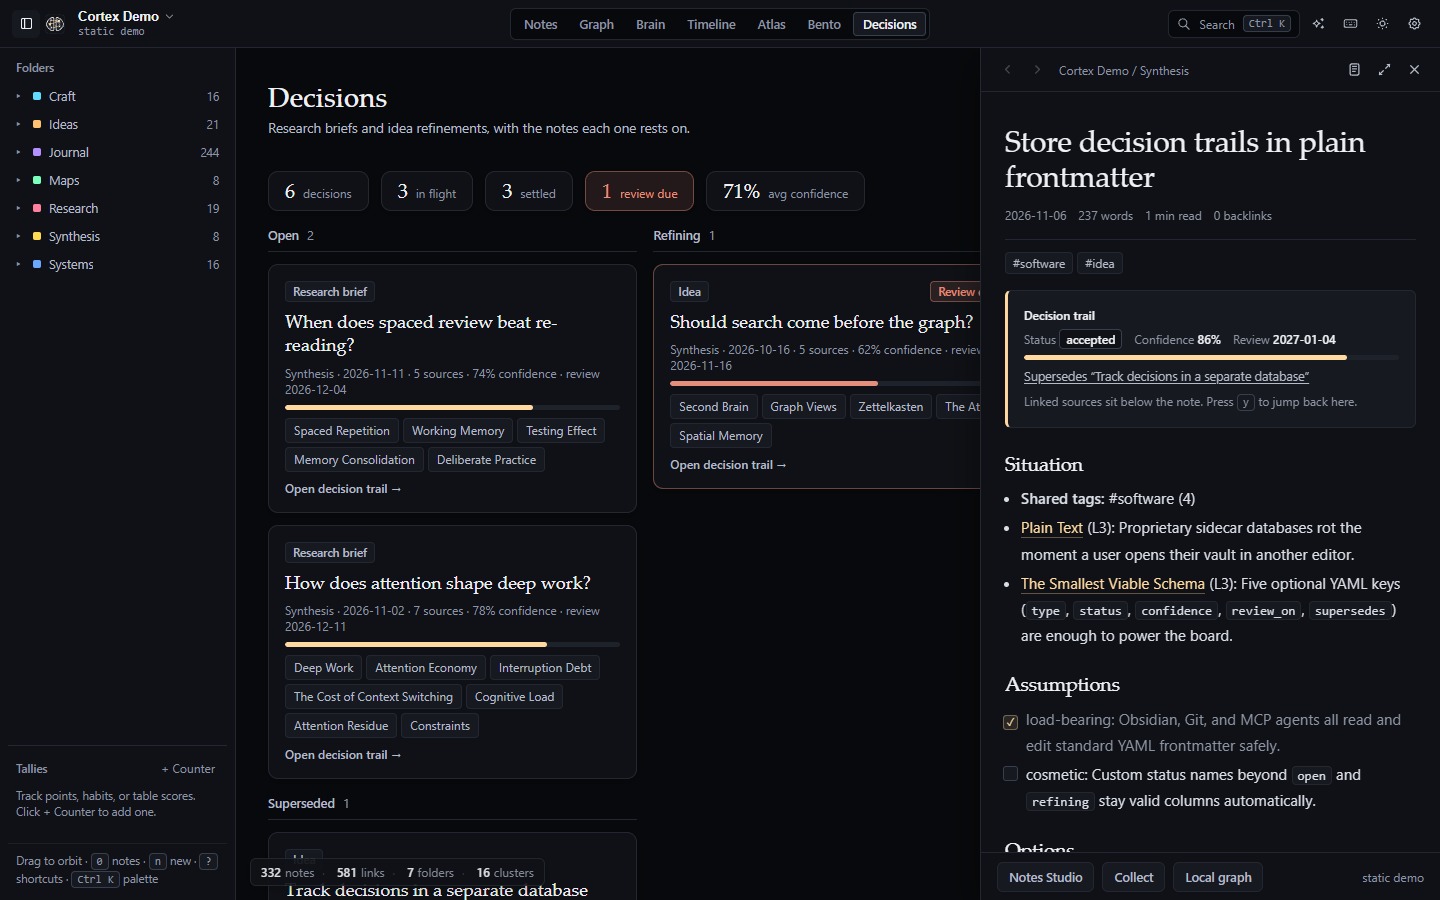 Cortex Demo
static demo
Notes
Graph
Brain
Timeline
Atlas
Bento
Decisions
Search Ctrl K
Folders
Craft 16
Ideas 21
Journal 244
Maps 8
Research 19
Synthesis 8
Systems 16
Tallies + Counter
Track points, habits, or table scores.
Click + Counter to add one.
Drag to orbit · 0 notes · n new · ?
shortcuts · Ctrl K palette
Decisions
Research briefs and idea refinements, with the notes each one rests on.
6 decisions
3 in flight
3 settled
1 review due
71% avg confidence
Open 2
Research brief
When does spaced review beat re-
reading?
Synthesis · 2026-11-11 · 5 sources · 74% confidence · review
2026-12-04
Spaced Repetition Working Memory Testing Effect
Memory Consolidation Deliberate Practice
Open decision trail →
Research brief
How does attention shape deep work?
Synthesis · 2026-11-02 · 7 sources · 78% confidence · review
2026-12-11
Deep Work Attention Economy Interruption Debt
The Cost of Context Switching Cognitive Load
Attention Residue Constraints
Open decision trail →
Superseded 1
Track decisions in a separate database
332 notes · 581 links · 7 folders · 16 clusters
Refining 1
Idea Review
Should search come before the graph?
Synthesis · 2026-10-16 · 5 sources · 62% confidence · review
2026-11-16
Second Brain Graph Views Zettelkasten The At
Spatial Memory
Open decision trail →
Cortex Demo / Synthesis
Store decision trails in plain
frontmatter
2026-11-06 237 words 1 min read 0 backlinks
#software #idea
Decision trail
Status accepted Confidence 86% Review 2027-01-04
Supersedes “Track decisions in a separate database”
Linked sources sit below the note. Press y to jump back here.
Situation
• Shared tags: #software (4)
• Plain Text (L3): Proprietary sidecar databases rot the
moment a user opens their vault in another editor.
• The Smallest Viable Schema (L3): Five optional YAML keys
( type , status , confidence , review_on , supersedes )
are enough to power the board.
Assumptions
load-bearing: Obsidian, Git, and MCP agents all read and
edit standard YAML frontmatter safely.
cosmetic: Custom status names beyond open and
refining stay valid columns automatically.
Options
Notes Studio
Collect
Local graph
static demo